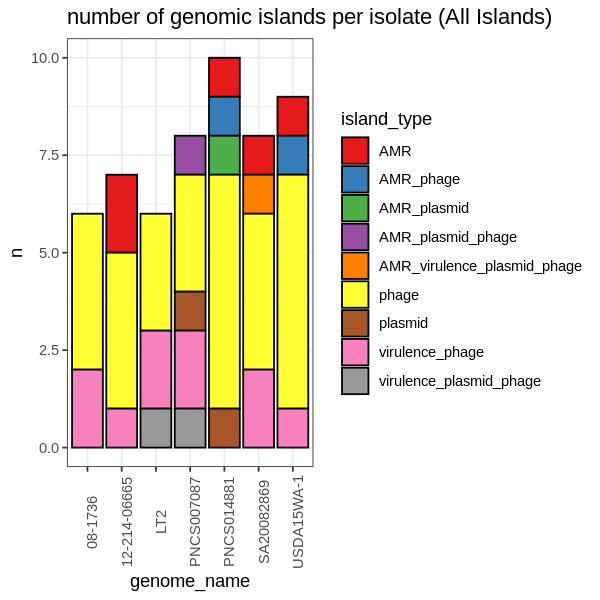 number of genomic islands per isolate (All Islands)
10.0
7.5
5.0
2.5
0.0
n
08-1736
12-214-06665
LT2
PNCS007087
PNCS014881
SA20082869
USDA15WA-1
genome_name
island_type
AMR
AMR_phage
AMR_plasmid
AMR_plasmid_phage
AMR_virulence_plasmid_phage
phage
plasmid
virulence_phage
virulence_plasmid_phage